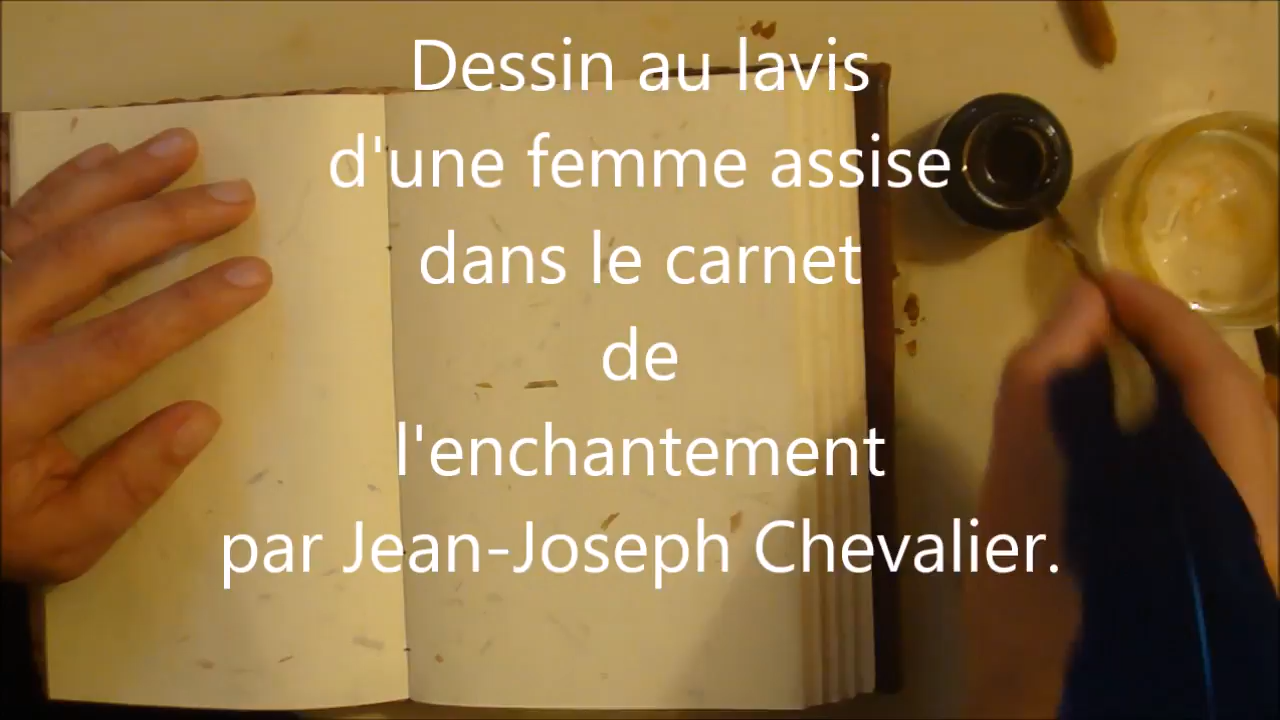 Dessin au lavis
d'une femme assise
dans le carnet
de
l'enchantement
par Jean-Joseph Chevalier.